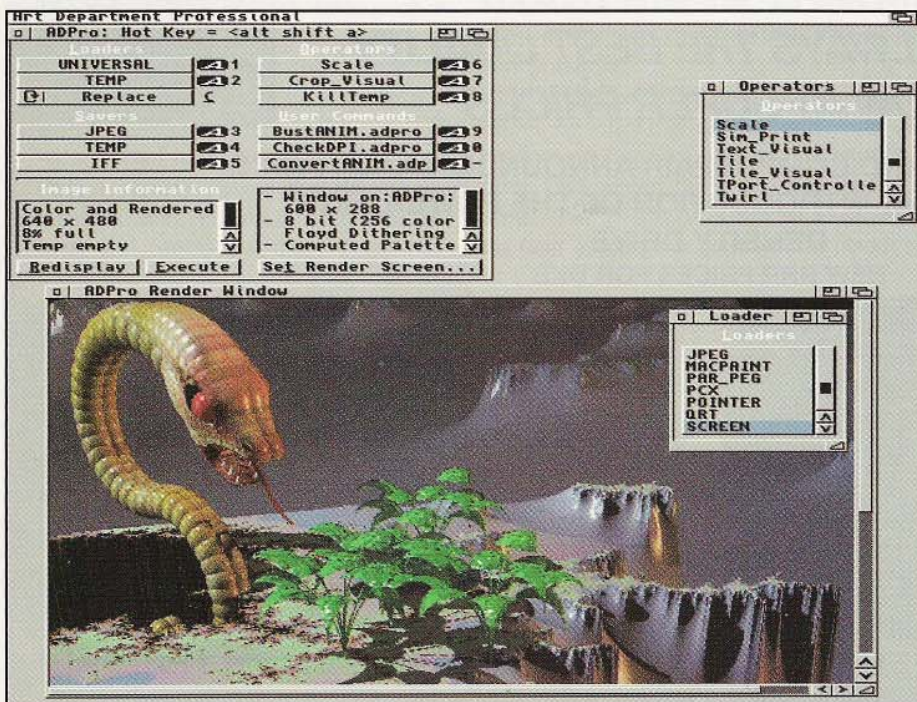 Art Department Professional
ADPro: Hot Key = <alt shift a>
Loaders
UNIVERSAL A 1
TEMP A 2
Replace C
Operators
Scale A 6
Crop_Visual A 7
KillTemp A 8
Savers
JPEG A 3
TEMP A 4
IFF A 5
User Commands
BustANIM.adpro A 9
CheckDPI.adpro A 0
ConvertANIM.adp A -
Image Information
Color and Rendered
640 x 480
8% full
Temp empty
- Window on:ADPro:
600 x 288
- 8 bit (256 color
Floyd Dithering
- Computed Palette
Redisplay
Execute
Set Render Screen...
Operators
Operators
Scale
Sim_Print
Text_Visual
Tile
Tile_Visual
TPort_Controlle
Twirl
ADPro Render Window
Loader
Loaders
JPEG
MACPAINT
PAR_PEG
PCX
POINTER
QRT
SCREEN